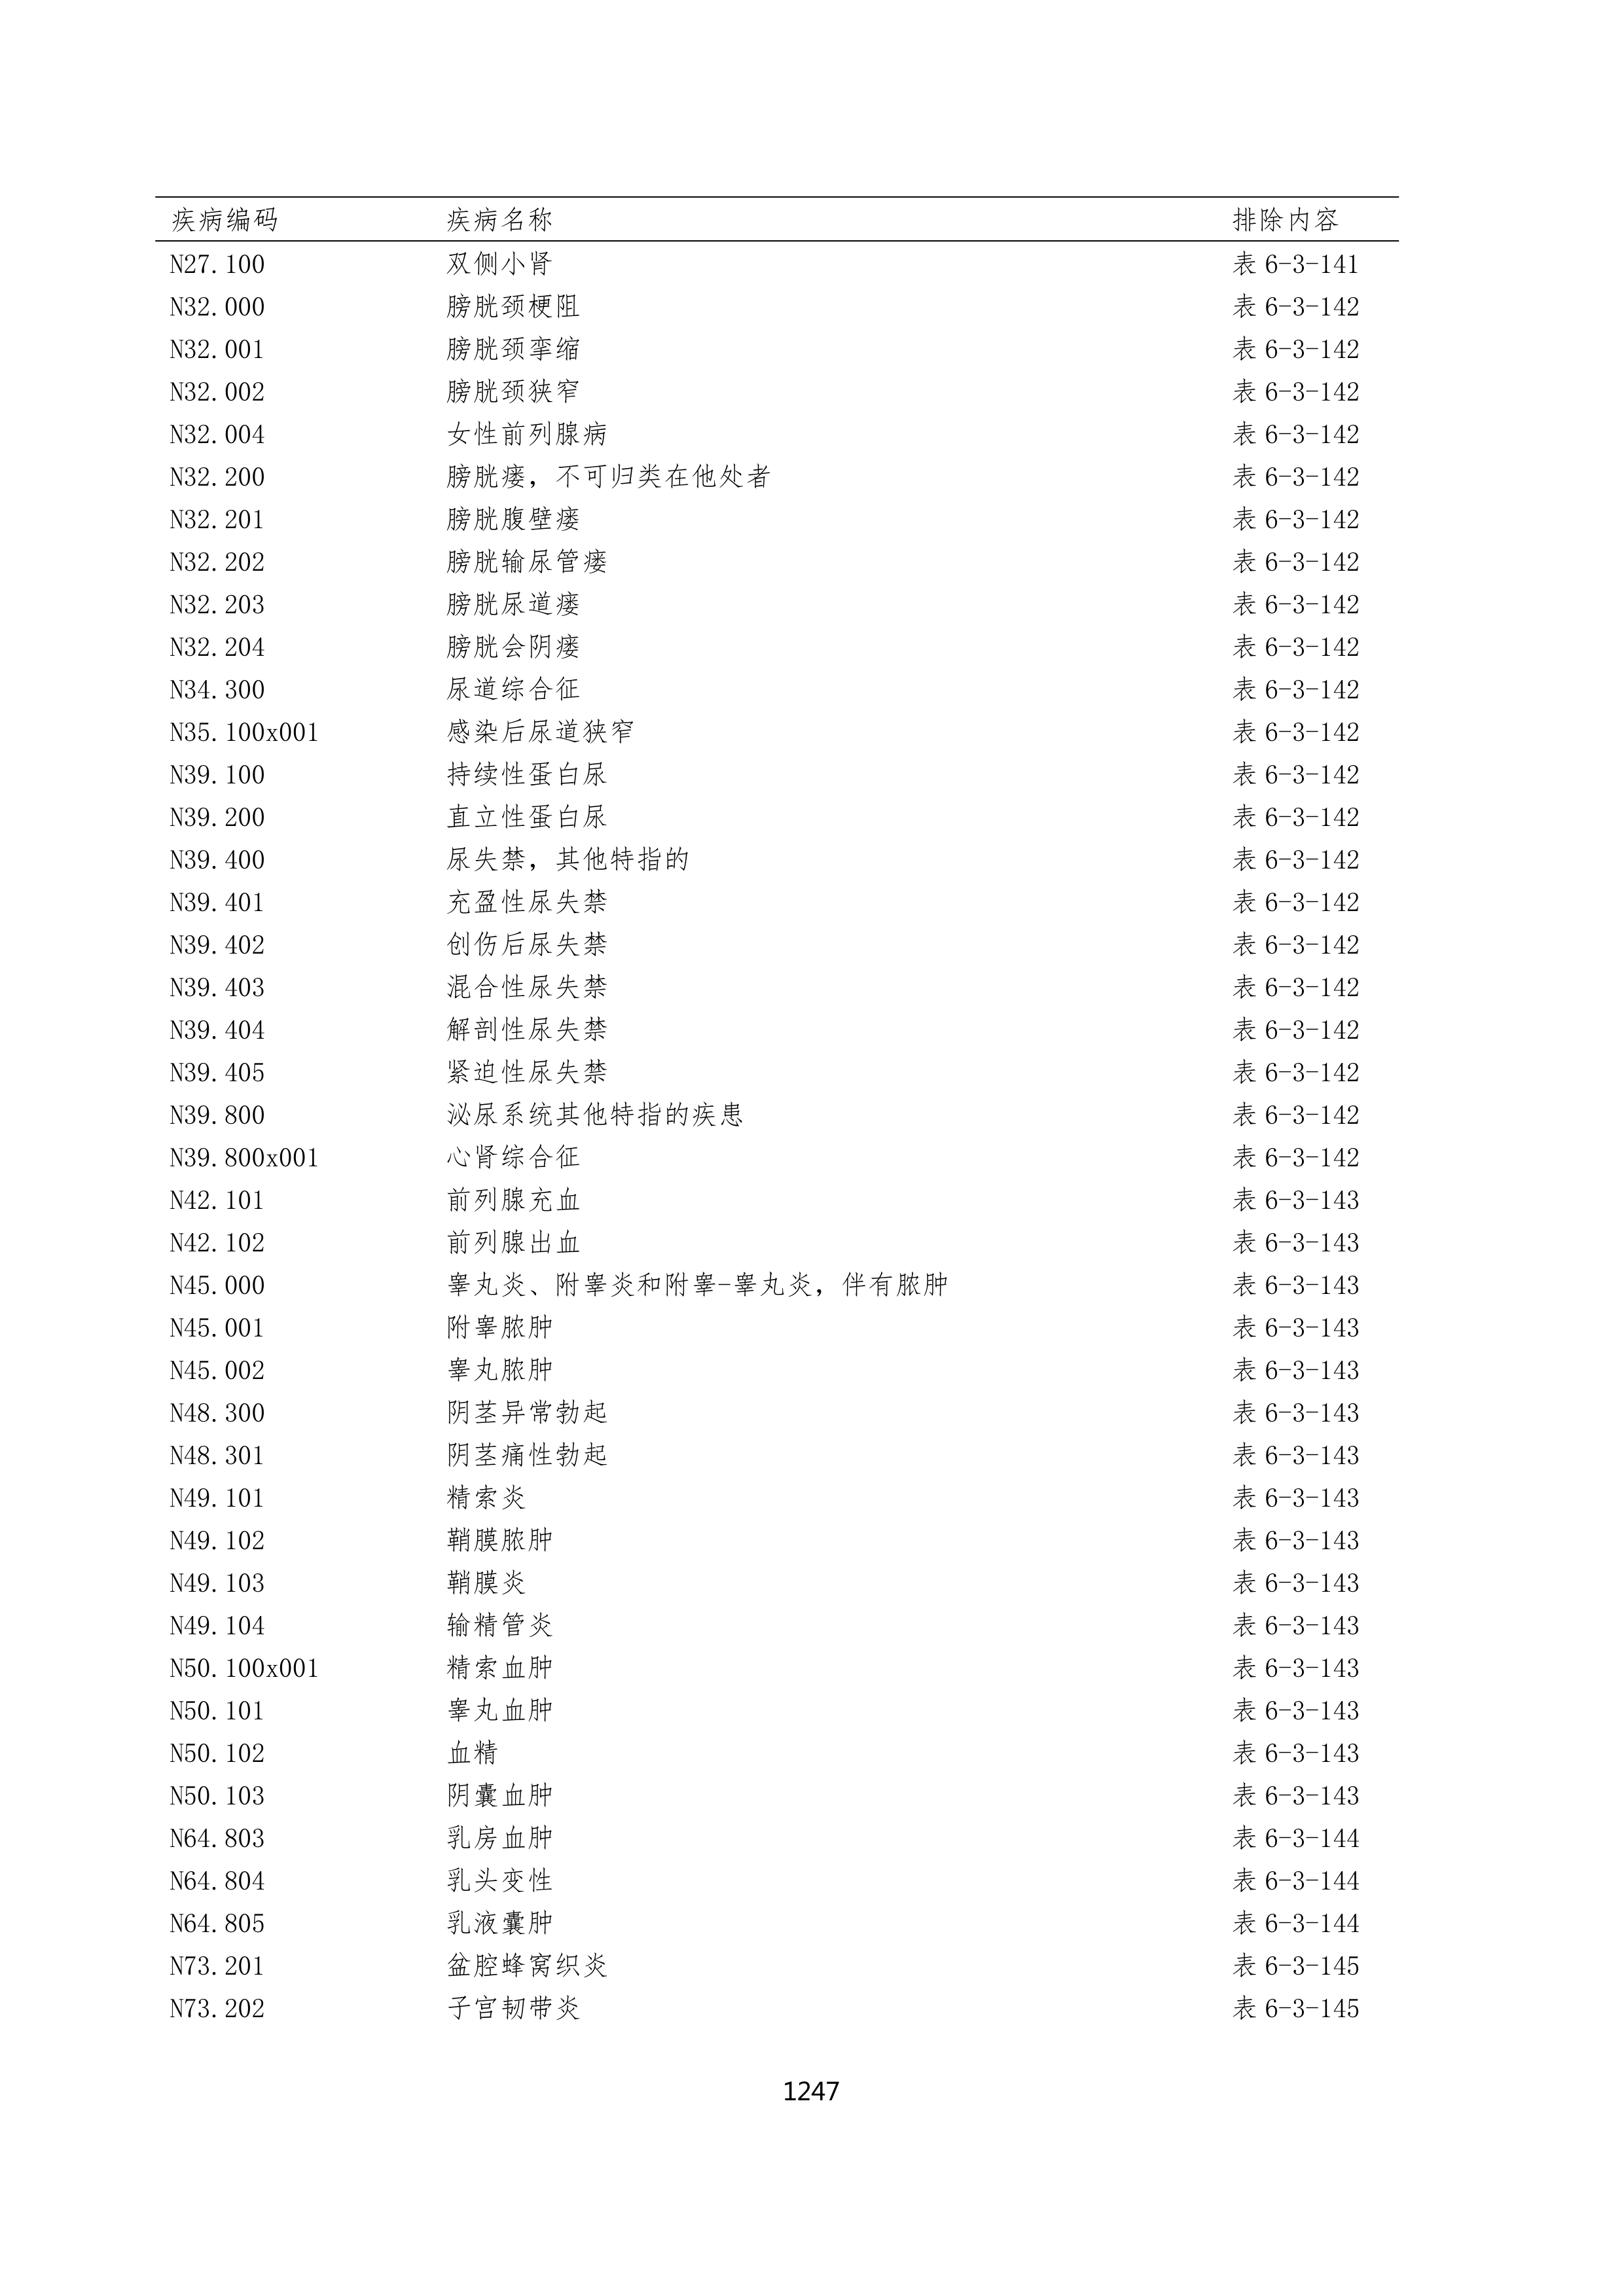 疾病编码 疾病名称 排除内容
N27.100 双侧小肾 表 6-3-141
N32.000 膀胱颈梗阻 表 6-3-142
N32.001 膀胱颈挛缩 表 6-3-142
N32.002 膀胱颈狭窄 表 6-3-142
N32.004 女性前列腺病 表 6-3-142
N32.200 膀胱瘘，不可归类在他处者 表 6-3-142
N32.201 膀胱腹壁瘘 表 6-3-142
N32.202 膀胱输尿管瘘 表 6-3-142
N32.203 膀胱尿道瘘 表 6-3-142
N32.204 膀胱会阴瘘 表 6-3-142
N34.300 尿道综合征 表 6-3-142
N35.100x001 感染后尿道狭窄 表 6-3-142
N39.100 持续性蛋白尿 表 6-3-142
N39.200 直立性蛋白尿 表 6-3-142
N39.400 尿失禁，其他特指的 表 6-3-142
N39.401 充盈性尿失禁 表 6-3-142
N39.402 创伤后尿失禁 表 6-3-142
N39.403 混合性尿失禁 表 6-3-142
N39.404 解剖性尿失禁 表 6-3-142
N39.405 紧迫性尿失禁 表 6-3-142
N39.800 泌尿系统其他特指的疾患 表 6-3-142
N39.800x001 心肾综合征 表 6-3-142
N42.101 前列腺充血 表 6-3-143
N42.102 前列腺出血 表 6-3-143
N45.000 睾丸炎、附睾炎和附睾-睾丸炎，伴有脓肿 表 6-3-143
N45.001 附睾脓肿 表 6-3-143
N45.002 睾丸脓肿 表 6-3-143
N48.300 阴茎异常勃起 表 6-3-143
N48.301 阴茎痛性勃起 表 6-3-143
N49.101 精索炎 表 6-3-143
N49.102 鞘膜脓肿 表 6-3-143
N49.103 鞘膜炎 表 6-3-143
N49.104 输精管炎 表 6-3-143
N50.100x001 精索血肿 表 6-3-143
N50.101 睾丸血肿 表 6-3-143
N50.102 血精 表 6-3-143
N50.103 阴囊血肿 表 6-3-143
N64.803 乳房血肿 表 6-3-144
N64.804 乳头变性 表 6-3-144
N64.805 乳液囊肿 表 6-3-144
N73.201 盆腔蜂窝织炎 表 6-3-145
N73.202 子宫韧带炎 表 6-3-145
1247